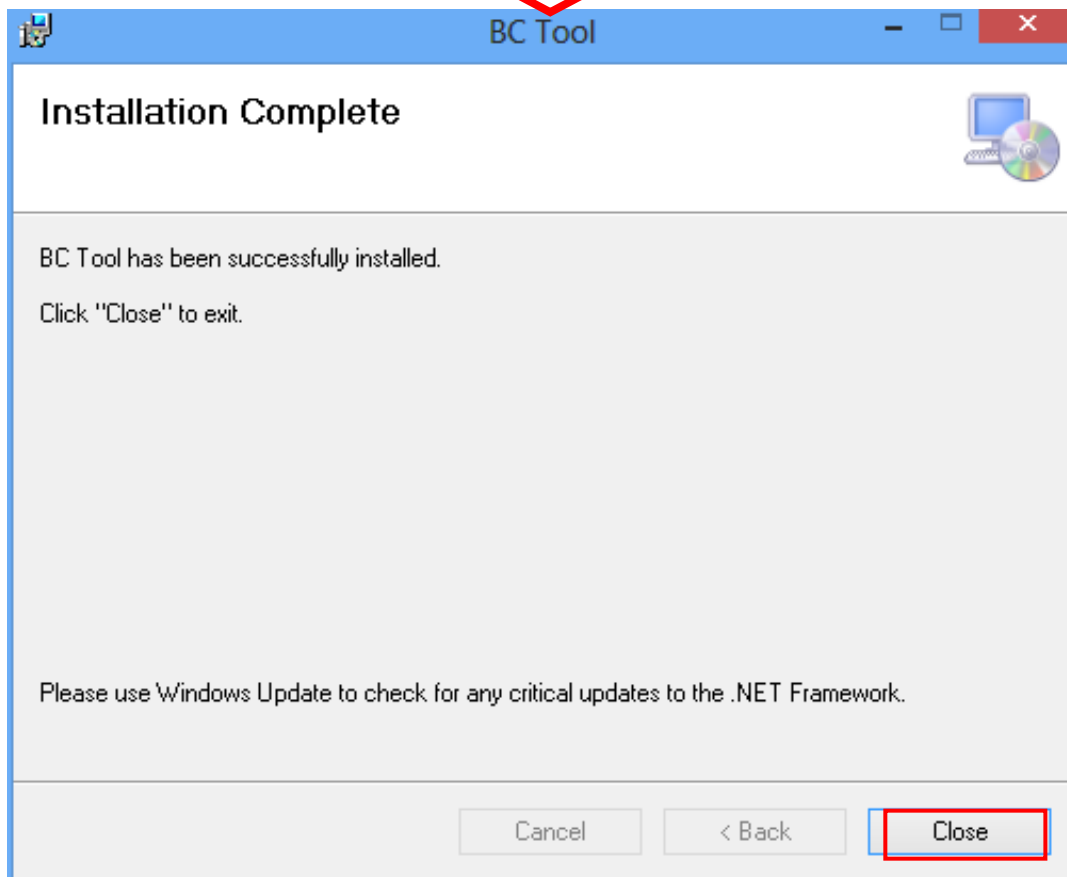 BC Tool
Installation Complete
BC Tool has been successfully installed.
Click "Close" to exit.
Please use Windows Update to check for any critical updates to the .NET Framework.
Cancel
< Back
Close